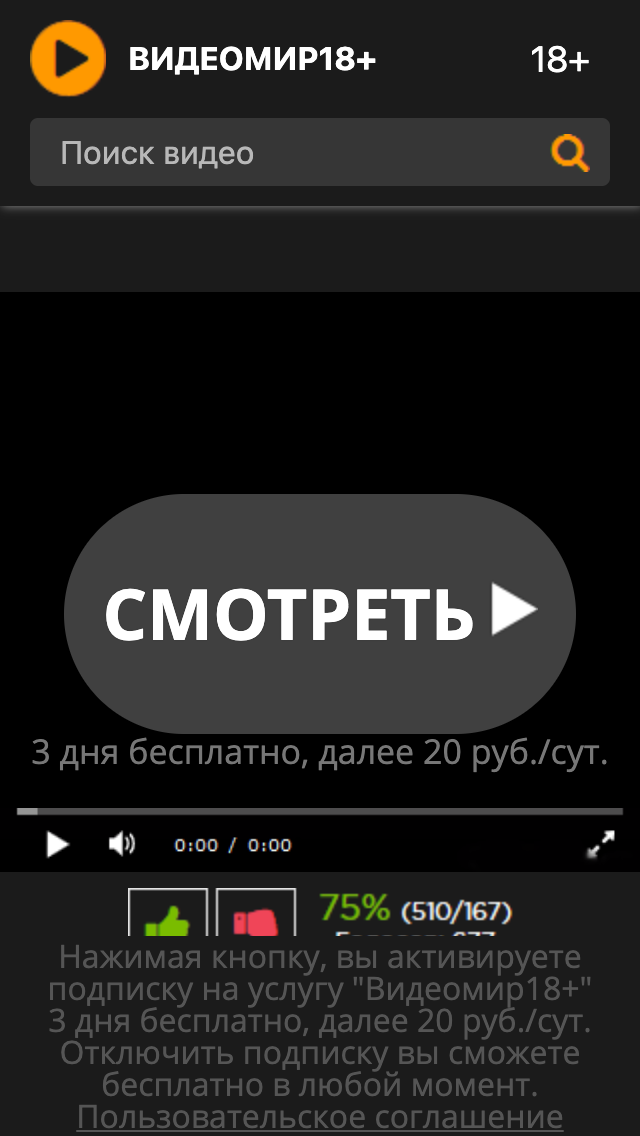 ВИДЕОМИР18+
18+
Поиск видео
СМОТРЕТЬ
3 дня бесплатно, далее 20 руб./сут.
0:00 / 0:00
75% (510/167)
Нажимая кнопку, вы активируете
подписку на услугу "Видеомир18+"
3 дня бесплатно, далее 20 руб./сут.
Отключить подписку вы сможете
бесплатно в любой момент.
Пользовательское соглашение